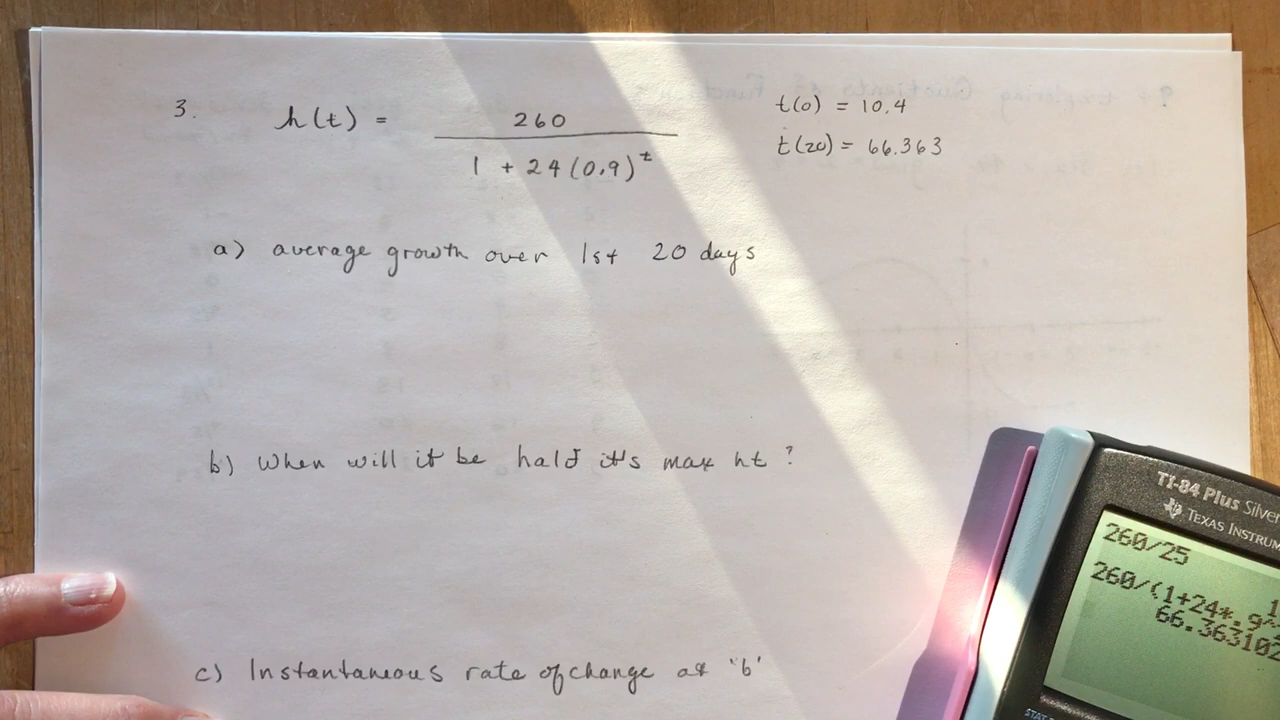 3. h(t) = 260 / 1 + 24(0.9)^t
t(0) = 10.4
t(20) = 66.363
a) average growth over 1st 20 days
b) When will it be half it's max ht ?
c) Instantaneous rate of change at 'b'
TI-84 Plus Silver
TEXAS INSTRUM
260/25
260/(1+24*.9^
66.363102
STAT